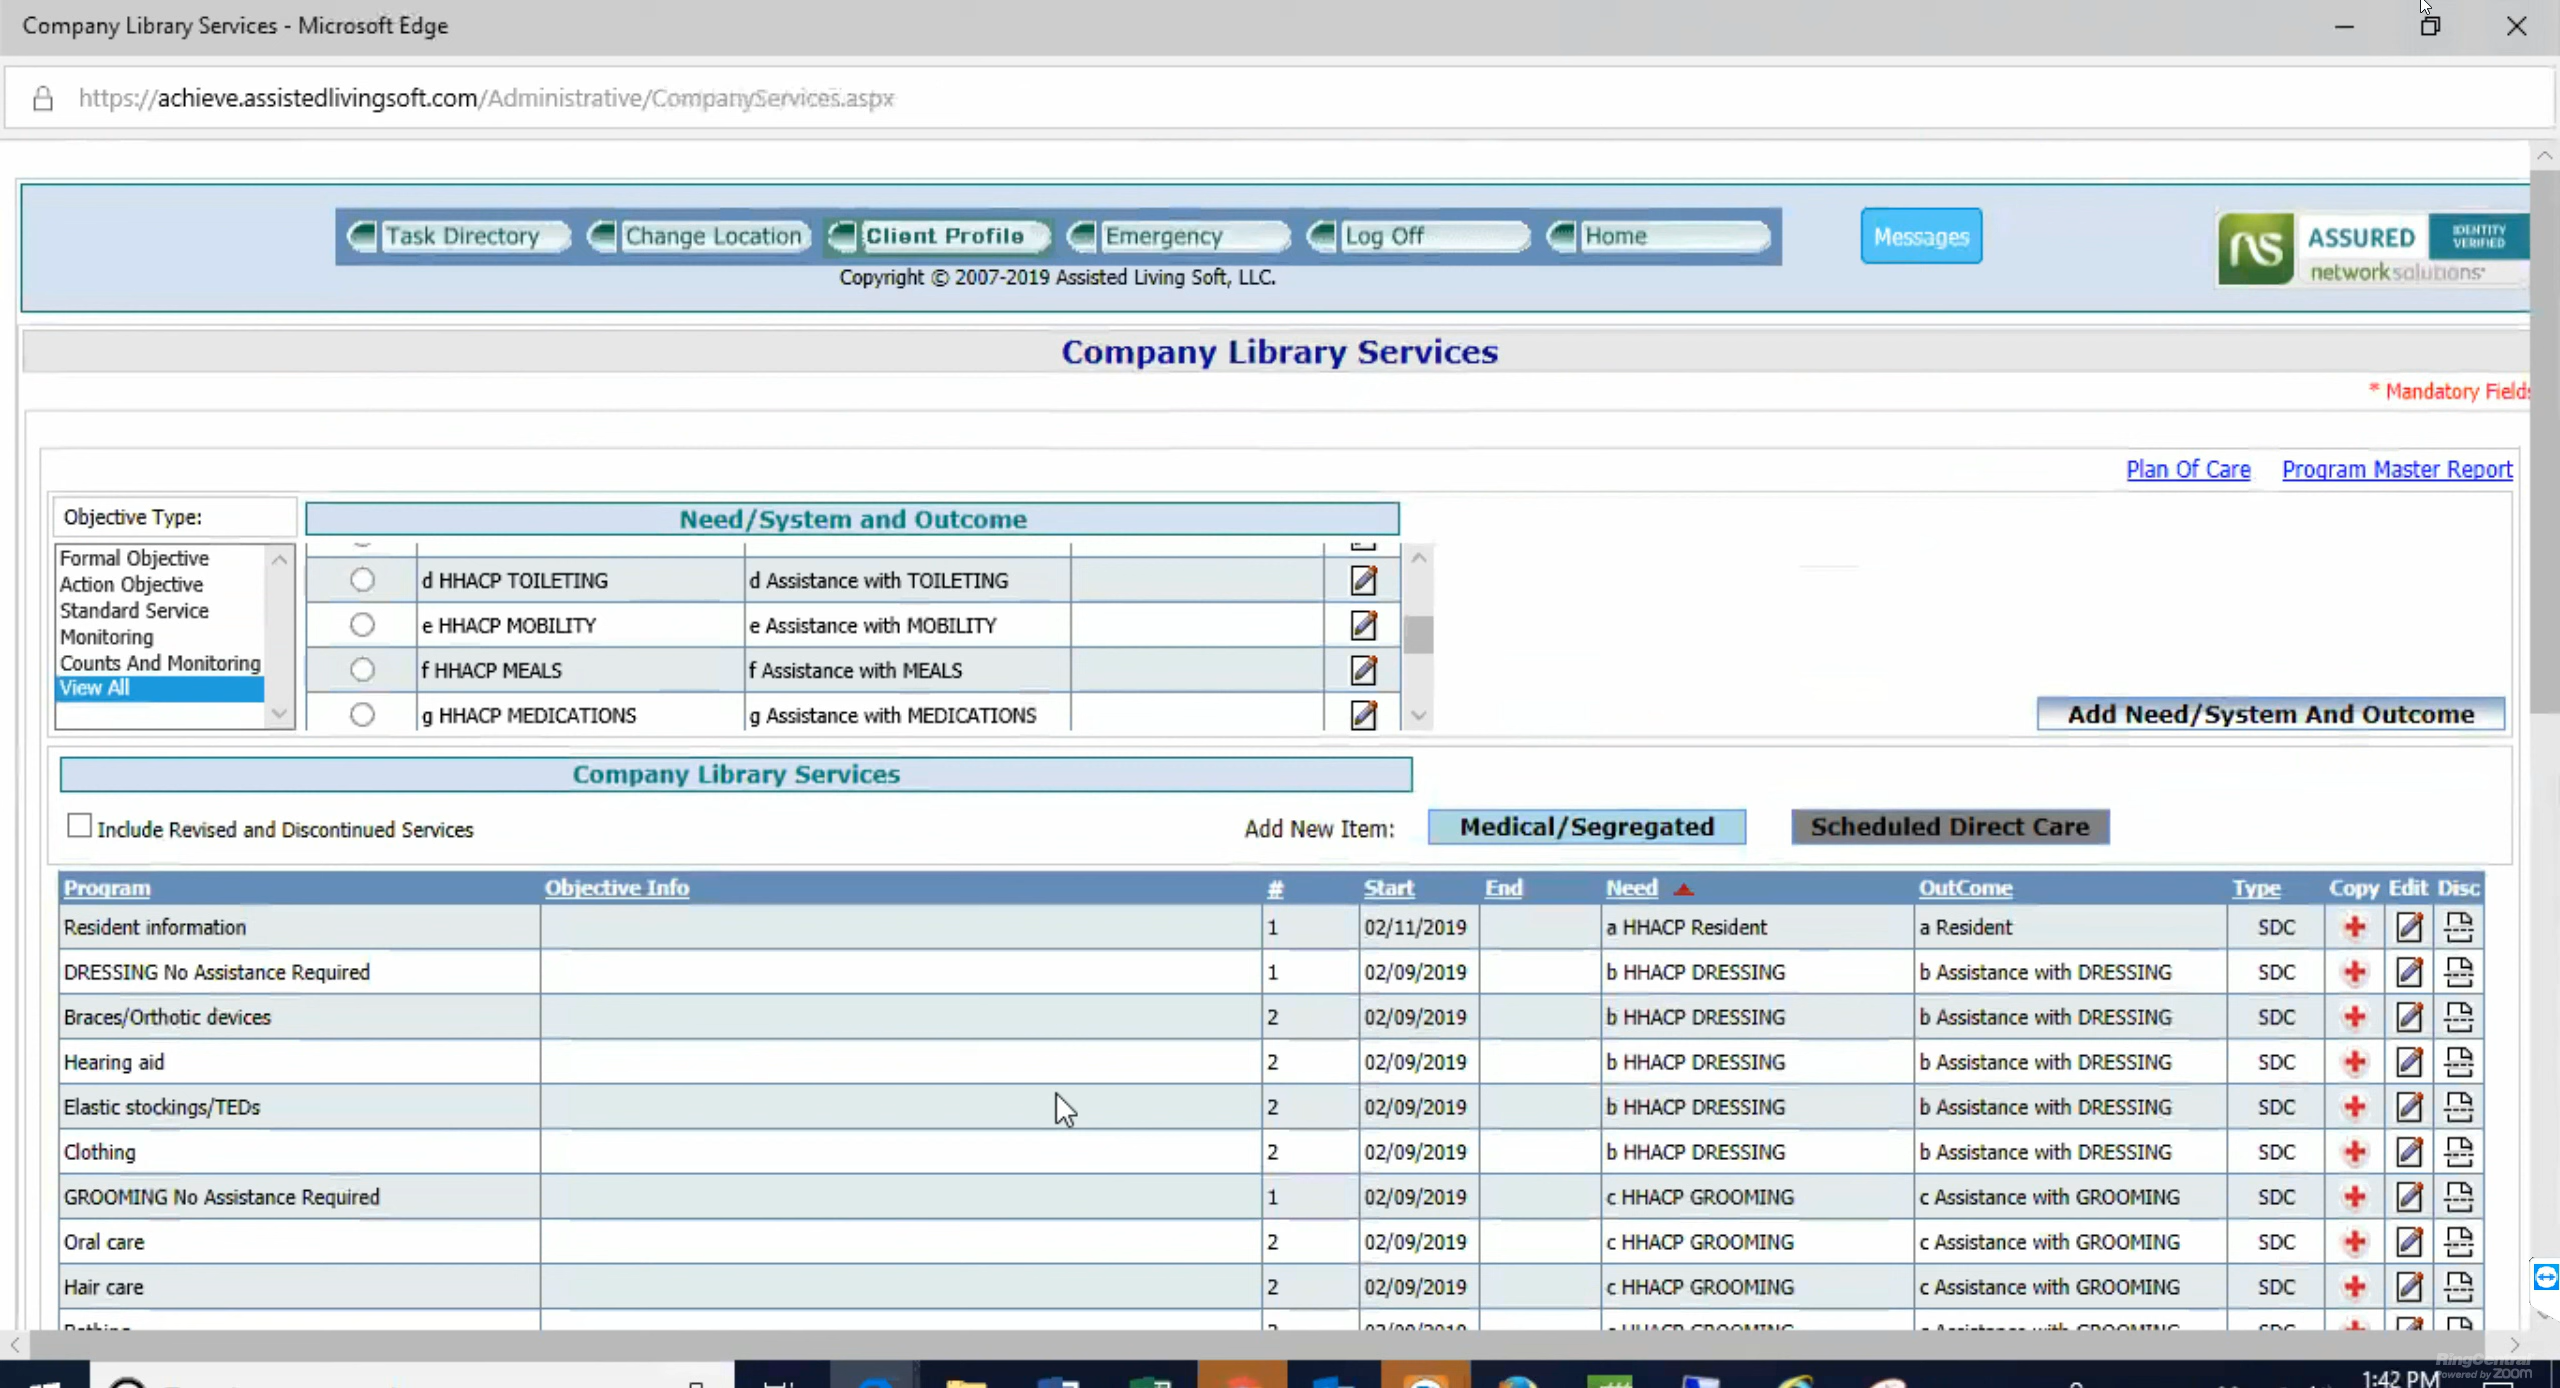 Company Library Services - Microsoft Edge
https://achieve.assistedlivingsoft.com/Administrative/CompanyServices.aspx
Task Directory Change Location Client Profile Emergency Log Off Home Messages
ns ASSURED IDENTITY VERIFIED
networksolutions
Copyright © 2007-2019 Assisted Living Soft, LLC.
Company Library Services
* Mandatory Fields
Plan Of Care Program Master Report
Objective Type: Need/System and Outcome
Formal Objective
Action Objective
Standard Service
Monitoring
Counts And Monitoring
View All
d HHACP TOILETING d Assistance with TOILETING
e HHACP MOBILITY e Assistance with MOBILITY
f HHACP MEALS f Assistance with MEALS
g HHACP MEDICATIONS g Assistance with MEDICATIONS
Add Need/System And Outcome
Company Library Services
Include Revised and Discontinued Services Add New Item: Medical/Segregated Scheduled Direct Care
Program Objective Info # Start End Need OutCome Type Copy Edit Disc
Resident information 1 02/11/2019 a HHACP Resident a Resident SDC
DRESSING No Assistance Required 1 02/09/2019 b HHACP DRESSING b Assistance with DRESSING SDC
Braces/Orthotic devices 2 02/09/2019 b HHACP DRESSING b Assistance with DRESSING SDC
Hearing aid 2 02/09/2019 b HHACP DRESSING b Assistance with DRESSING SDC
Elastic stockings/TEDs 2 02/09/2019 b HHACP DRESSING b Assistance with DRESSING SDC
Clothing 2 02/09/2019 b HHACP DRESSING b Assistance with DRESSING SDC
GROOMING No Assistance Required 1 02/09/2019 c HHACP GROOMING c Assistance with GROOMING SDC
Oral care 2 02/09/2019 c HHACP GROOMING c Assistance with GROOMING SDC
Hair care 2 02/09/2019 c HHACP GROOMING c Assistance with GROOMING SDC
RingCentral
Powered by ZOOM
1:42 PM